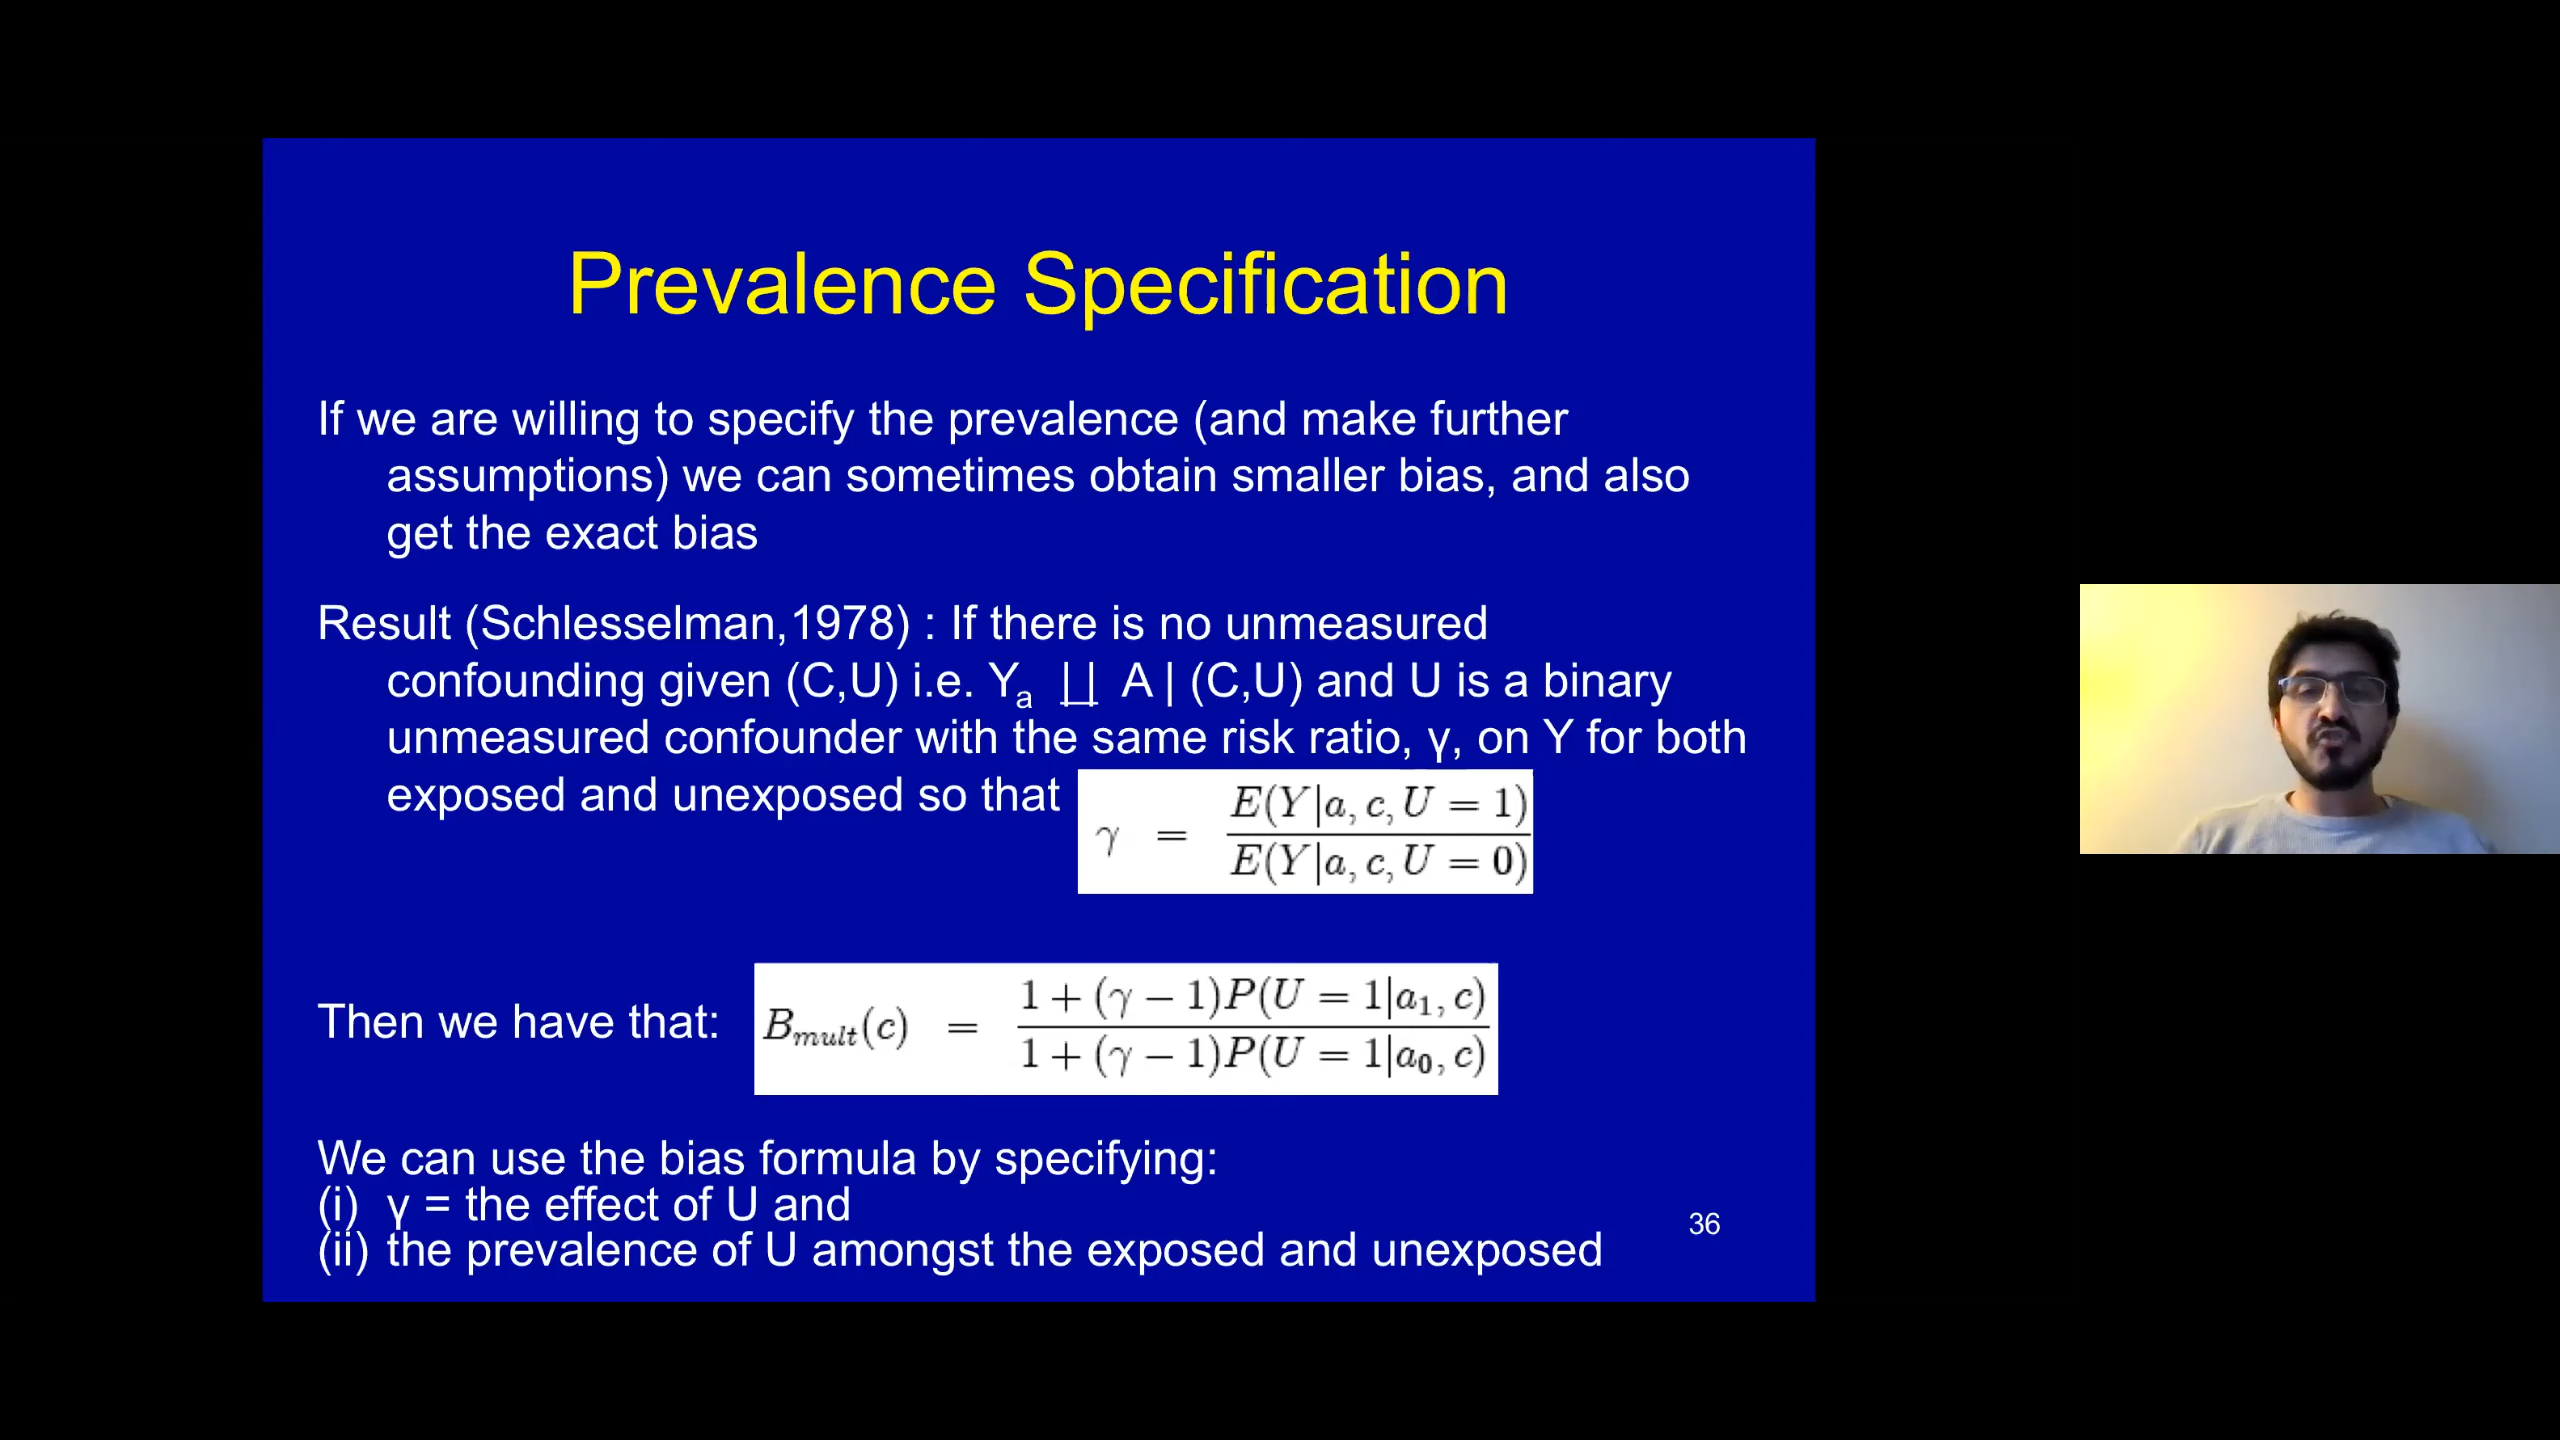 Prevalence Specification
If we are willing to specify the prevalence (and make further
assumptions) we can sometimes obtain smaller bias, and also
get the exact bias
Result (Schlesselman,1978) : If there is no unmeasured
confounding given (C,U) i.e. Yₐ ∐ A | (C,U) and U is a binary
unmeasured confounder with the same risk ratio, γ, on Y for both
exposed and unexposed so that
γ = E(Y|a, c, U = 1) / E(Y|a, c, U = 0)
Then we have that:
B_mult(c) = 1 + (γ − 1)P(U = 1|a₁, c) / 1 + (γ − 1)P(U = 1|a₀, c)
We can use the bias formula by specifying:
(i) γ = the effect of U and
(ii) the prevalence of U amongst the exposed and unexposed
36